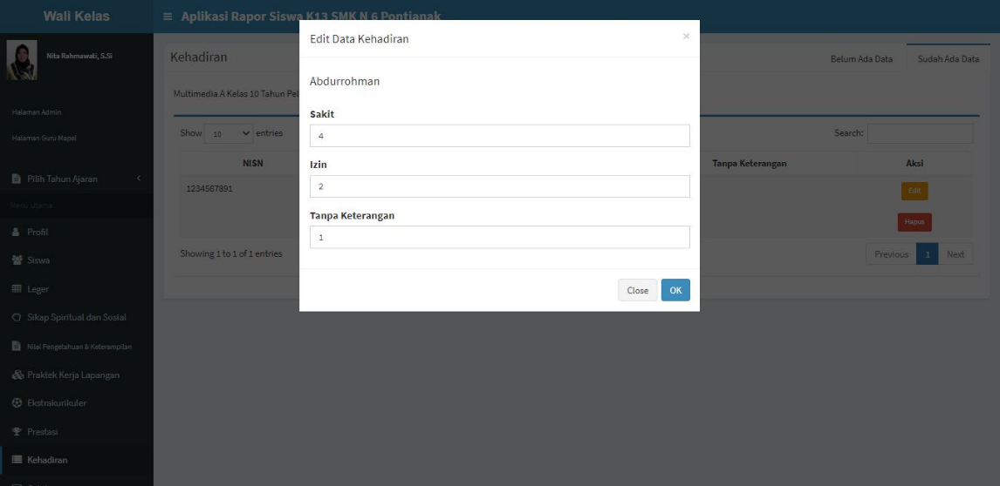 Wali Kelas
Aplikasi Rapor Siswa K13 SMK N 6 Pontianak
Nita Rahmawati, S.Si
Halaman Admin
Halaman Guru Mapel
Pilih Tahun Ajaran
Menu Utama
Profil
Siswa
Leger
Sikap Spiritual dan Sosial
Nilai Pengetahuan & Keterampilan
Praktek Kerja Lapangan
Ekstrakurikuler
Prestasi
Kehadiran
Kehadiran
Belum Ada Data
Sudah Ada Data
Multimedia A Kelas 10 Tahun Pel
Show 10 entries
Search:
NISN
Tanpa Keterangan
Aksi
1234567891
Edit
Hapus
Showing 1 to 1 of 1 entries
Previous 1 Next
Edit Data Kehadiran
×
Abdurrohman
Sakit
4
Izin
2
Tanpa Keterangan
1
Close
OK